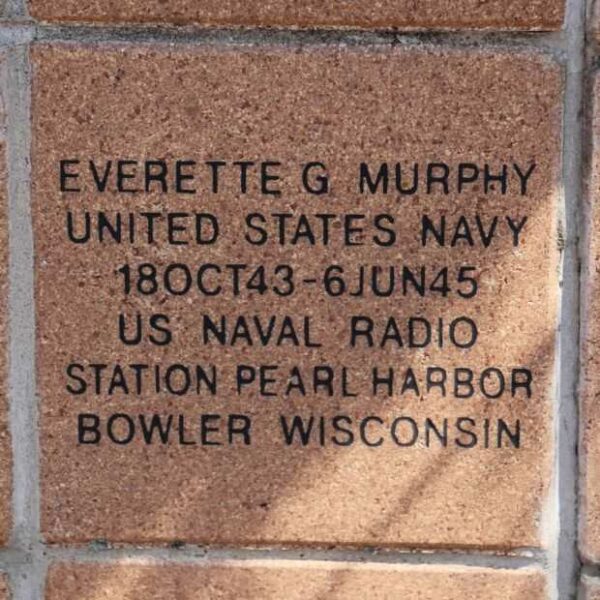 EVERETTE G MURPHY
UNITED STATES NAVY
18OCT43-6JUN45
US NAVAL RADIO
STATION PEARL HARBOR
BOWLER WISCONSIN